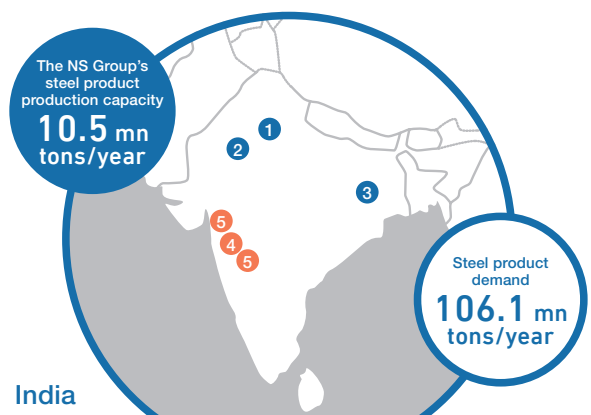 The NS Group's
steel product
production capacity
10.5 mn
tons/year
1
2
3
5
4
5
Steel product
demand
106.1 mn
tons/year
India